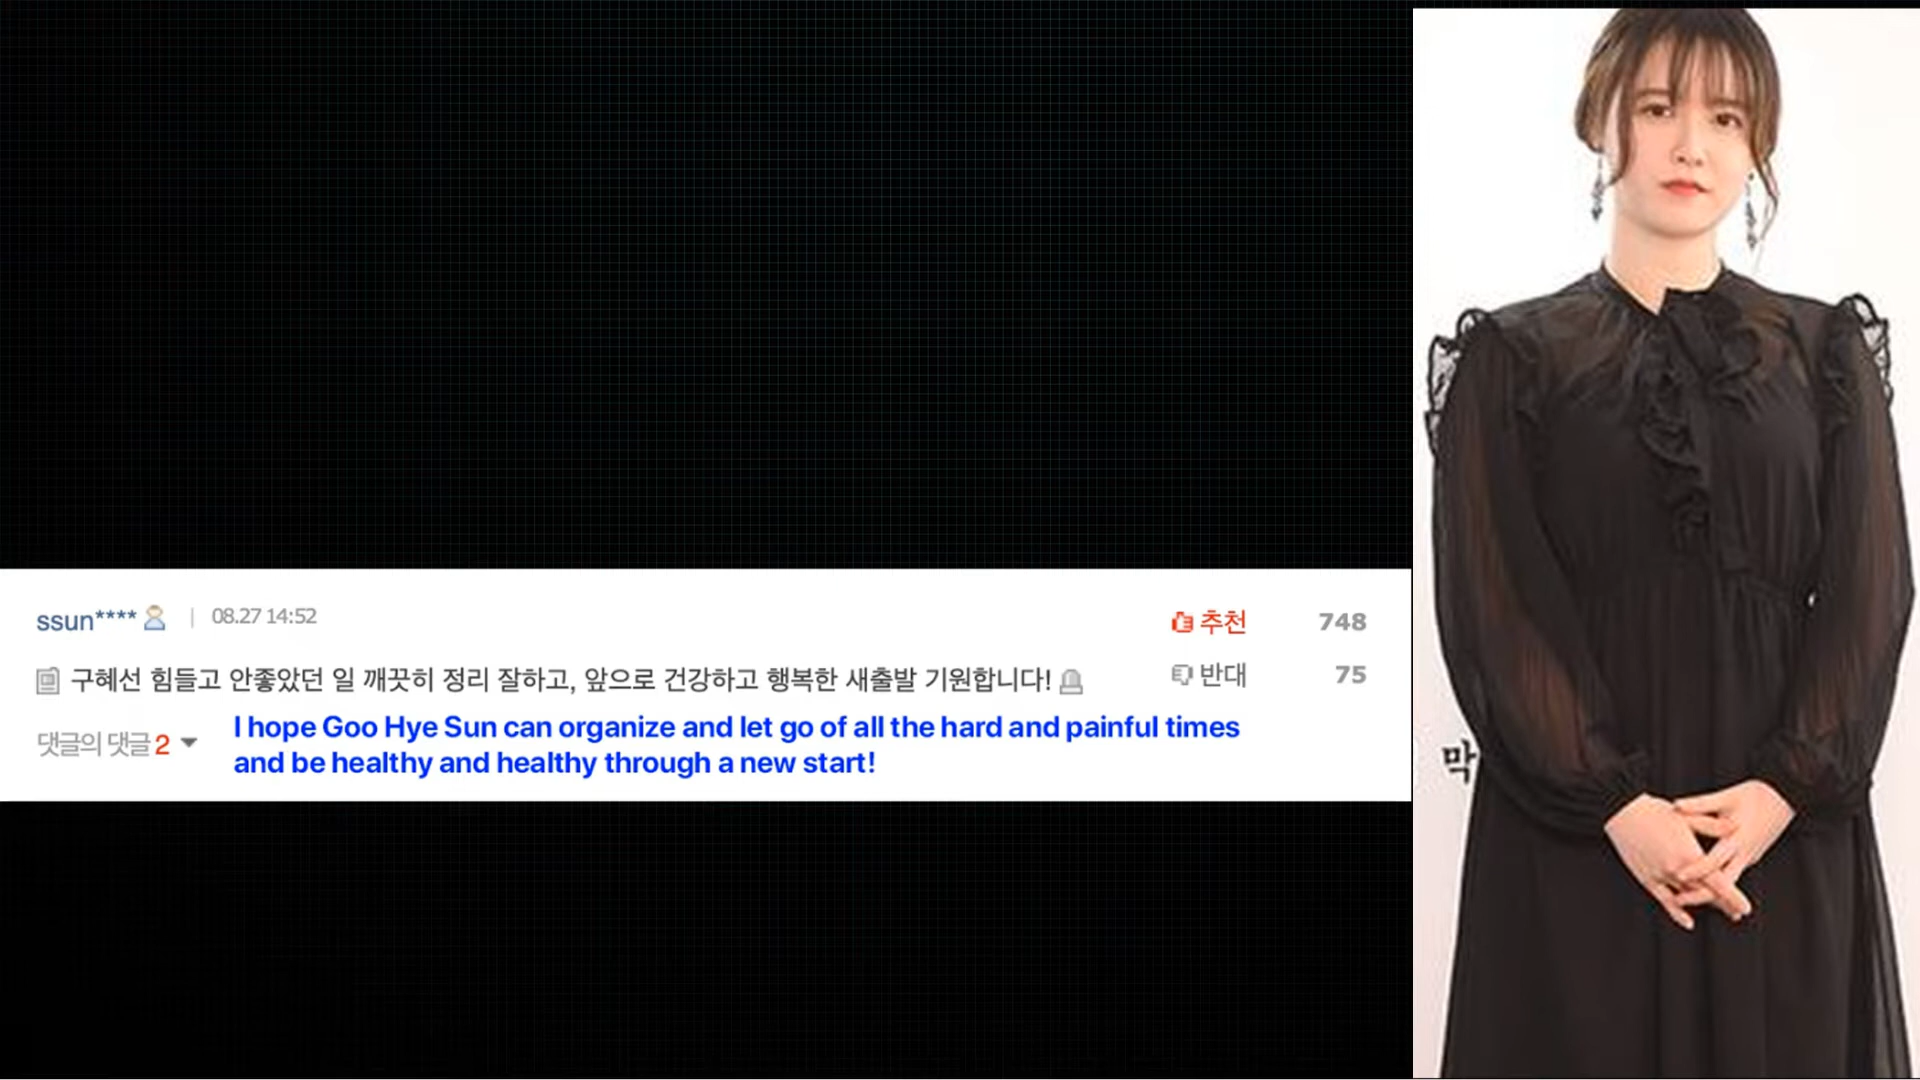 ssun**** | 08.27 14:52
추천 748
구혜선 힘들고 안좋았던 일 깨끗히 정리 잘하고, 앞으로 건강하고 행복한 새출발 기원합니다!
반대 75
댓글의 댓글 2
I hope Goo Hye Sun can organize and let go of all the hard and painful times
and be healthy and healthy through a new start!
막